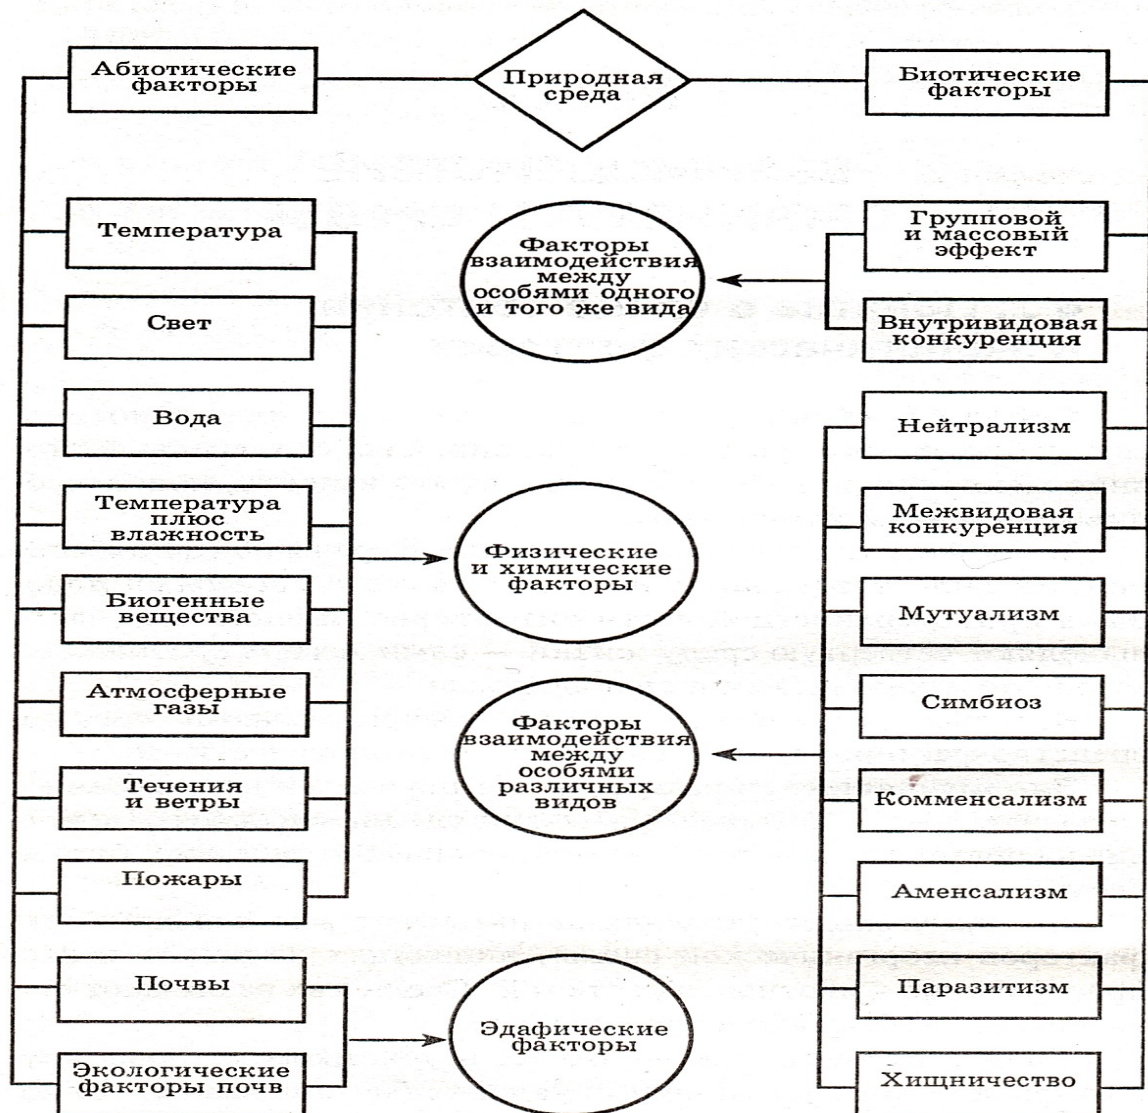 Абиотические
факторы
Природная
среда
Биотические
факторы
Температура
Свет
Вода
Температура
плюс
влажность
Биогенные
вещества
Атмосферные
газы
Течения
и ветры
Пожары
Почвы
Экологические
факторы почв
Факторы
взаимодействия
между
особями одного
и того же вида
Физические
и химические
факторы
Факторы
взаимодействия
между
особями
различных
видов
Эдафические
факторы
Групповой
и массовый
эффект
Внутривидовая
конкуренция
Нейтрализм
Межвидовая
конкуренция
Мутуализм
Симбиоз
Комменсализм
Аменсализм
Паразитизм
Хищничество